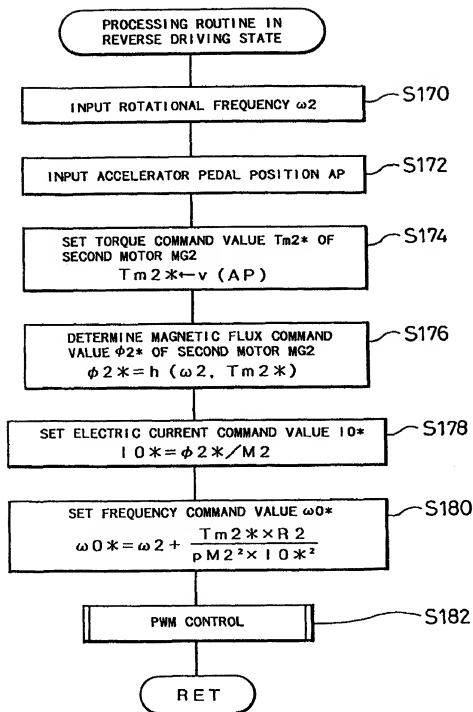 PROCESSING ROUTINE IN
REVERSE DRIVING STATE
INPUT ROTATIONAL FREQUENCY ω2
S170
INPUT ACCELERATOR PEDAL POSITION AP
S172
SET TORQUE COMMAND VALUE Tm2* OF
SECOND MOTOR MG2
Tm2*←v (AP)
S174
DETERMINE MAGNETIC FLUX COMMAND
VALUE φ2* OF SECOND MOTOR MG2
φ2*=h (ω2, Tm2*)
S176
SET ELECTRIC CURRENT COMMAND VALUE I0*
I0*=φ2*/M2
S178
SET FREQUENCY COMMAND VALUE ω0*
ω0*=ω2+ Tm2*×R2
pM2²×I0*²
S180
PWM CONTROL
S182
RET